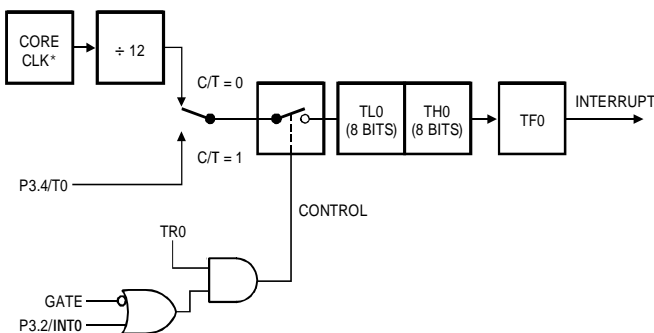 CORE
CLK*
÷ 12
C/T = 0
C/T = 1
P3.4/T0
TL0
(8 BITS)
TH0
(8 BITS)
TF0
INTERRUPT
CONTROL
TR0
GATE
P3.2/INT0